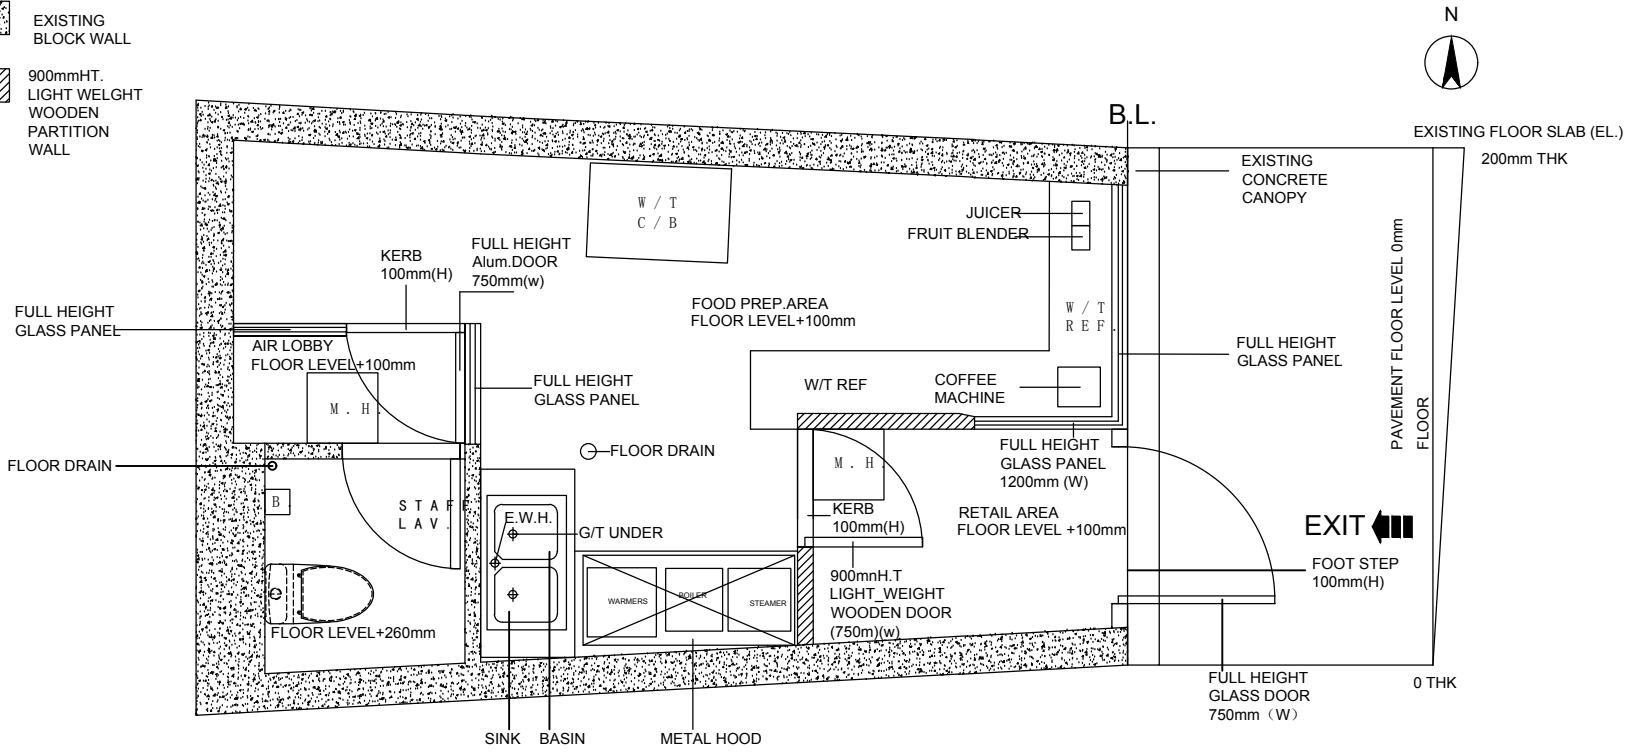 EXISTING
BLOCK WALL
900mmHT.
LIGHT WELGHT
WOODEN
PARTITION
WALL
N
B.L.
EXISTING FLOOR SLAB (EL.)
200mm THK
EXISTING
CONCRETE
CANOPY
W / T
C / B
JUICER
FRUIT BLENDER
KERB
100mm(H)
FULL HEIGHT
Alum.DOOR
750mm(w)
FOOD PREP.AREA
FLOOR LEVEL+100mm
W / T
REF.
PAVEMENT FLOOR LEVEL 0mm
FLOOR
FULL HEIGHT
GLASS PANEL
AIR LOBBY
FLOOR LEVEL+100mm
FULL HEIGHT
GLASS PANEL
FULL HEIGHT
GLASS PANEL
W/T REF
COFFEE
MACHINE
M.H.
FLOOR DRAIN
FLOOR DRAIN
M.H.
FULL HEIGHT
GLASS PANEL
1200mm (W)
B.
STAFF
LAV.
E.W.H.
G/T UNDER
KERB
100mm(H)
RETAIL AREA
FLOOR LEVEL +100mm
EXIT
FOOT STEP
100mm(H)
900mnH.T
LIGHT_WEIGHT
WOODEN DOOR
(750m)(w)
WARMERS
BOILER
STEAMER
FLOOR LEVEL+260mm
FULL HEIGHT
GLASS DOOR
750mm（W）
0 THK
SINK
BASIN
METAL HOOD